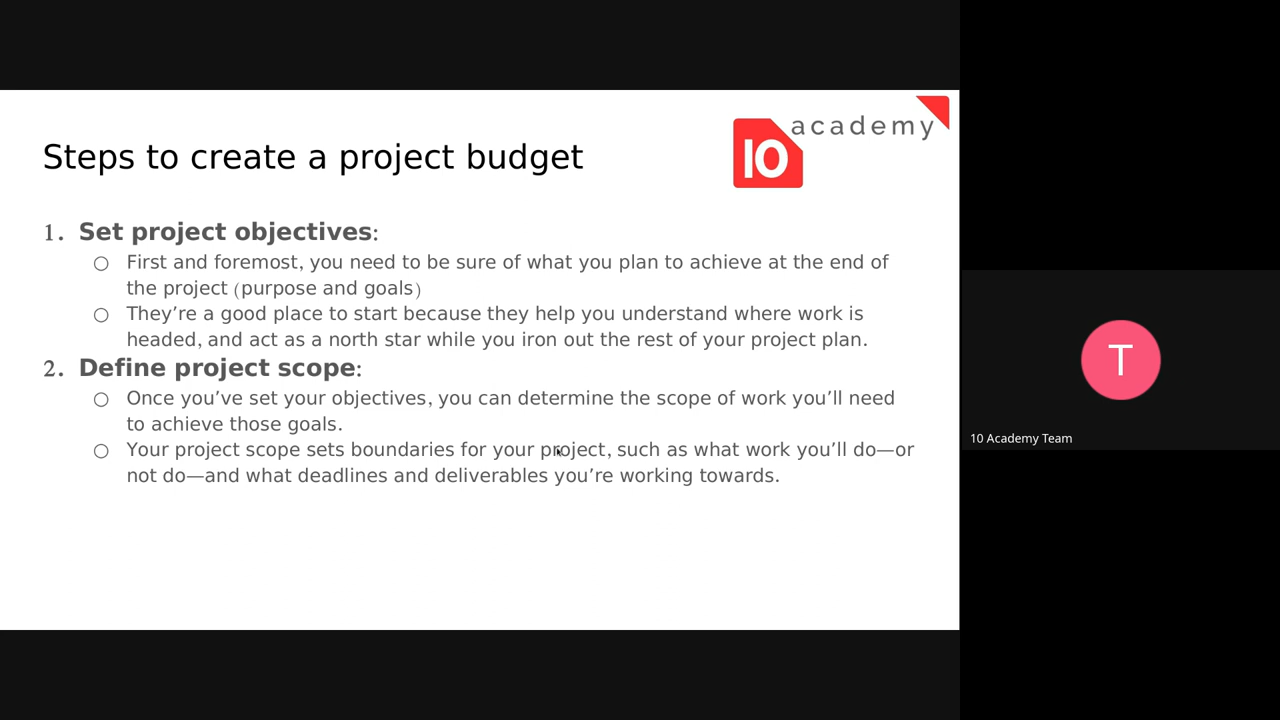 academy
10
Steps to create a project budget
1. Set project objectives:
○ First and foremost, you need to be sure of what you plan to achieve at the end of
the project (purpose and goals)
○ They’re a good place to start because they help you understand where work is
headed, and act as a north star while you iron out the rest of your project plan.
2. Define project scope:
○ Once you’ve set your objectives, you can determine the scope of work you’ll need
to achieve those goals.
○ Your project scope sets boundaries for your project, such as what work you’ll do—or
not do—and what deadlines and deliverables you’re working towards.
T
10 Academy Team